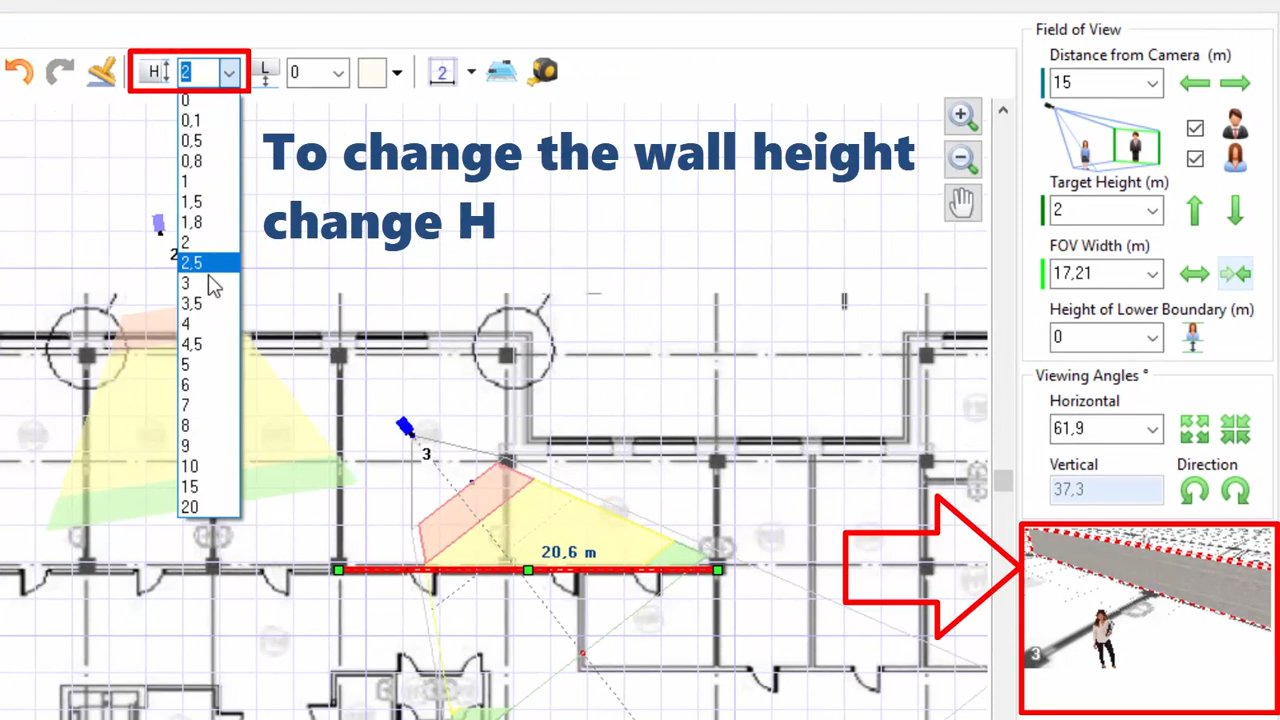 H
2
L
0
2
0
0,1
0,5
0,8
1
1,5
1,8
2
2,5
3
3,5
4
4,5
5
6
7
8
9
10
15
20
To change the wall height
change H
2
3
20,6 m
Field of View
Distance from Camera (m)
15
Target Height (m)
2
FOV Width (m)
17,21
Height of Lower Boundary (m)
0
Viewing Angles °
Horizontal
61,9
Vertical
Direction
37,3
3